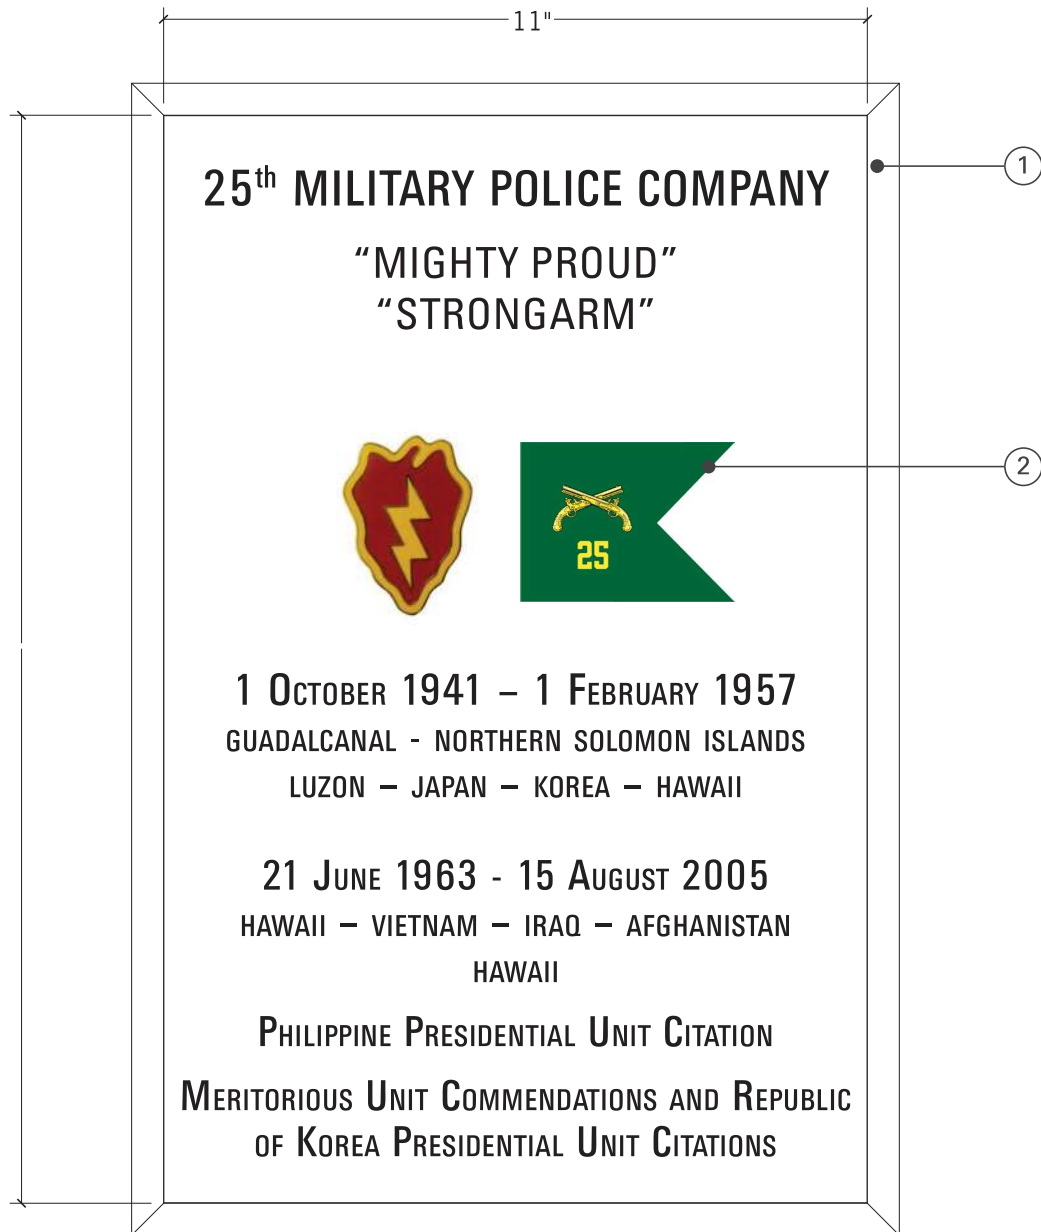 11"
1
25th MILITARY POLICE COMPANY
“MIGHTY PROUD”
“STRONGARM”
2
25
1 October 1941 – 1 February 1957
GUADALCANAL - NORTHERN SOLOMON ISLANDS
LUZON – JAPAN – KOREA – HAWAII
21 June 1963 - 15 August 2005
HAWAII – VIETNAM – IRAQ – AFGHANISTAN
HAWAII
Philippine Presidential Unit Citation
Meritorious Unit Commendations and Republic
of Korea Presidential Unit Citations